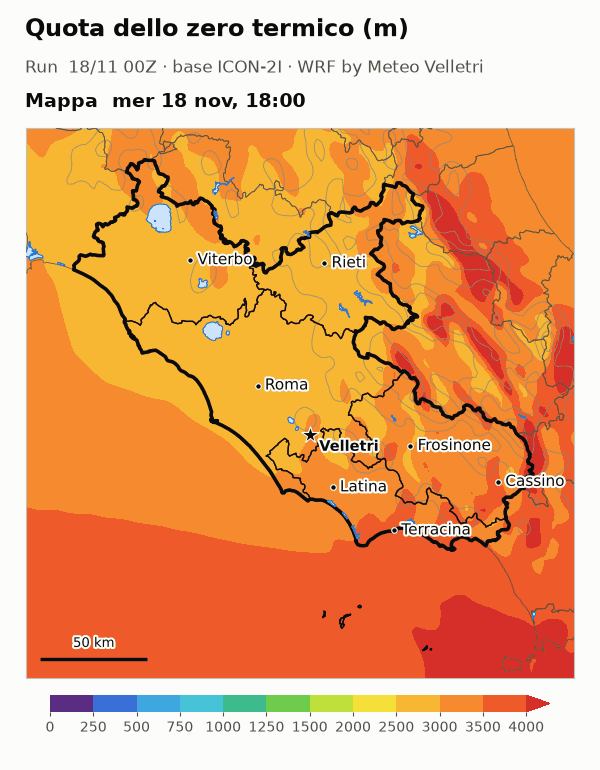 Quota dello zero termico (m)
Run  18/11 00Z · base ICON-2I · WRF by Meteo Velletri
Mappa  mer 18 nov, 18:00
Viterbo
Rieti
Roma
Velletri
Frosinone
Cassino
Latina
Terracina
50 km
0 250 500 750 1000 1250 1500 2000 2500 3000 3500 4000